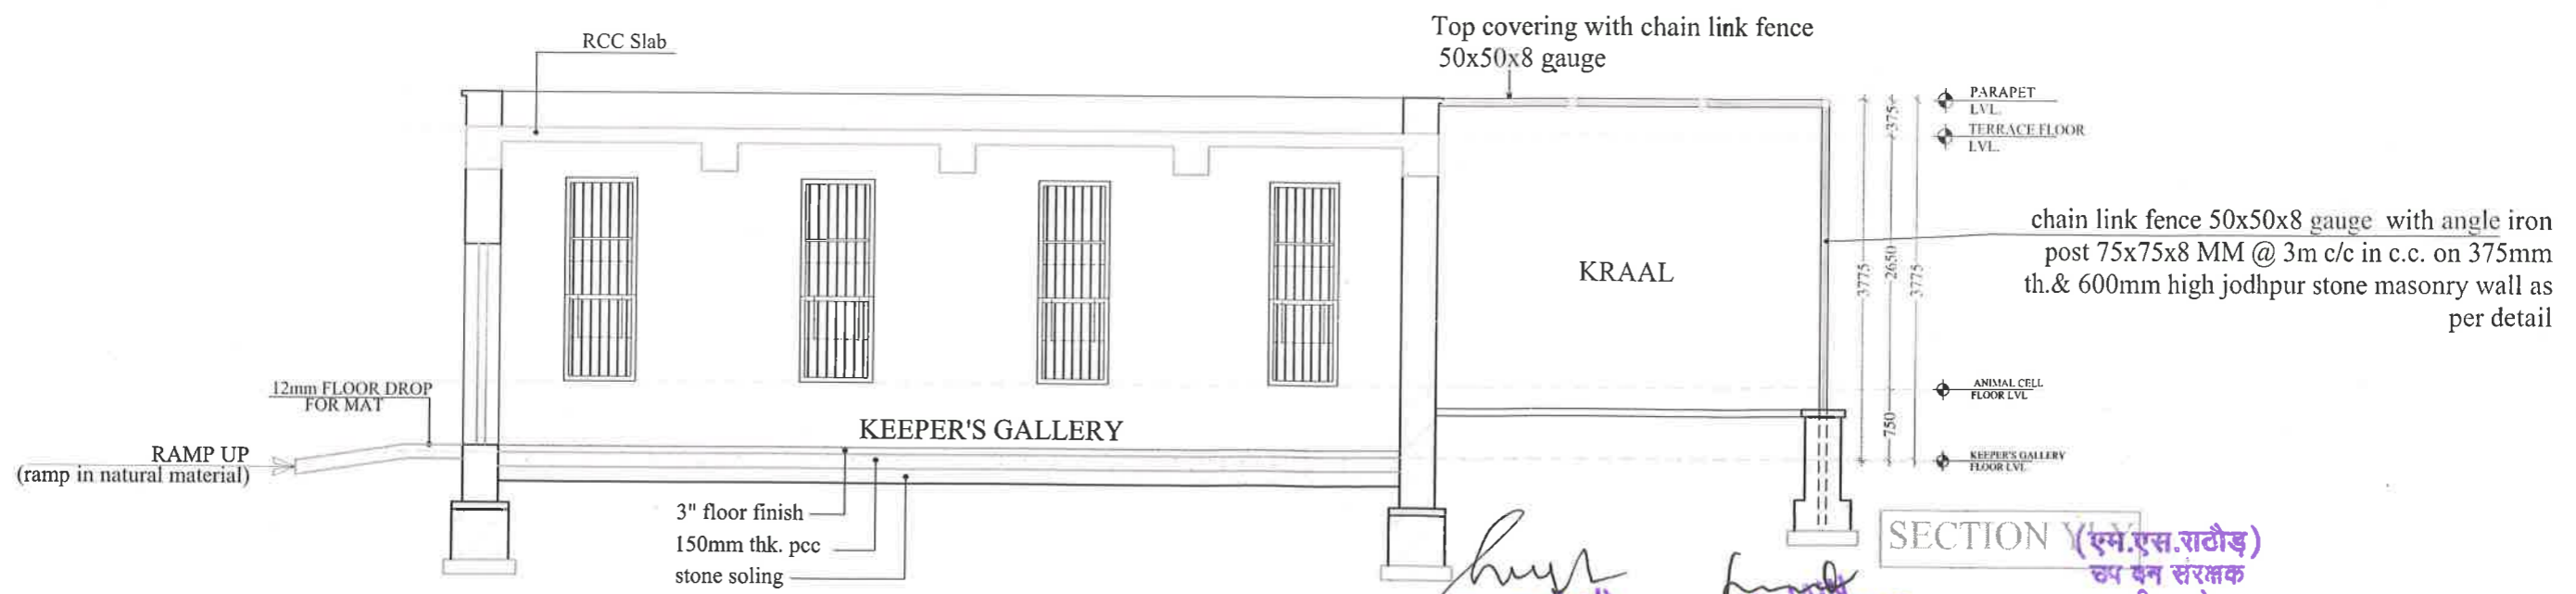 RCC Slab
Top covering with chain link fence
50x50x8 gauge
PARAPET
LVL.
TERRACE FLOOR
LVL.
375
chain link fence 50x50x8 gauge with angle iron
post 75x75x8 MM @ 3m c/c in c.c. on 375mm
th.& 600mm high jodhpur stone masonry wall as
per detail
KRAAL
3775
2650
3775
12mm FLOOR DROP
FOR MAT
ANIMAL CELL
FLOOR LVL
KEEPER'S GALLERY
750
RAMP UP
(ramp in natural material)
KEEPER'S GALLERY
FLOOR LVL
3" floor finish
150mm thk. pcc
stone soling
SECTION
(एम.एस.राठौड़)
उप वन संरक्षक